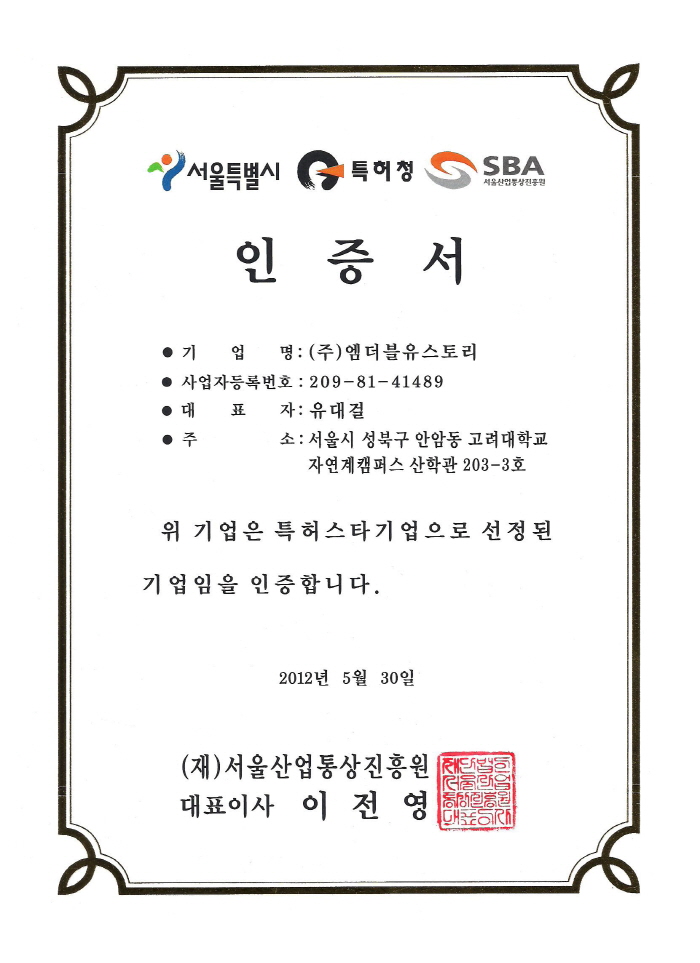 서울특별시 특허청 SBA
서울산업통상진흥원
인 증 서
● 기 업 명 : (주)엠더블유스토리
● 사업자등록번호 : 209-81-41489
● 대 표 자 : 유대걸
● 주 소 : 서울시 성북구 안암동 고려대학교
자연계캠퍼스 산학관 203-3호
위 기업은 특허스타기업으로 선정된
기업임을 인증합니다.
2012년 5월 30일
(재)서울산업통상진흥원
대표이사 이 전 영